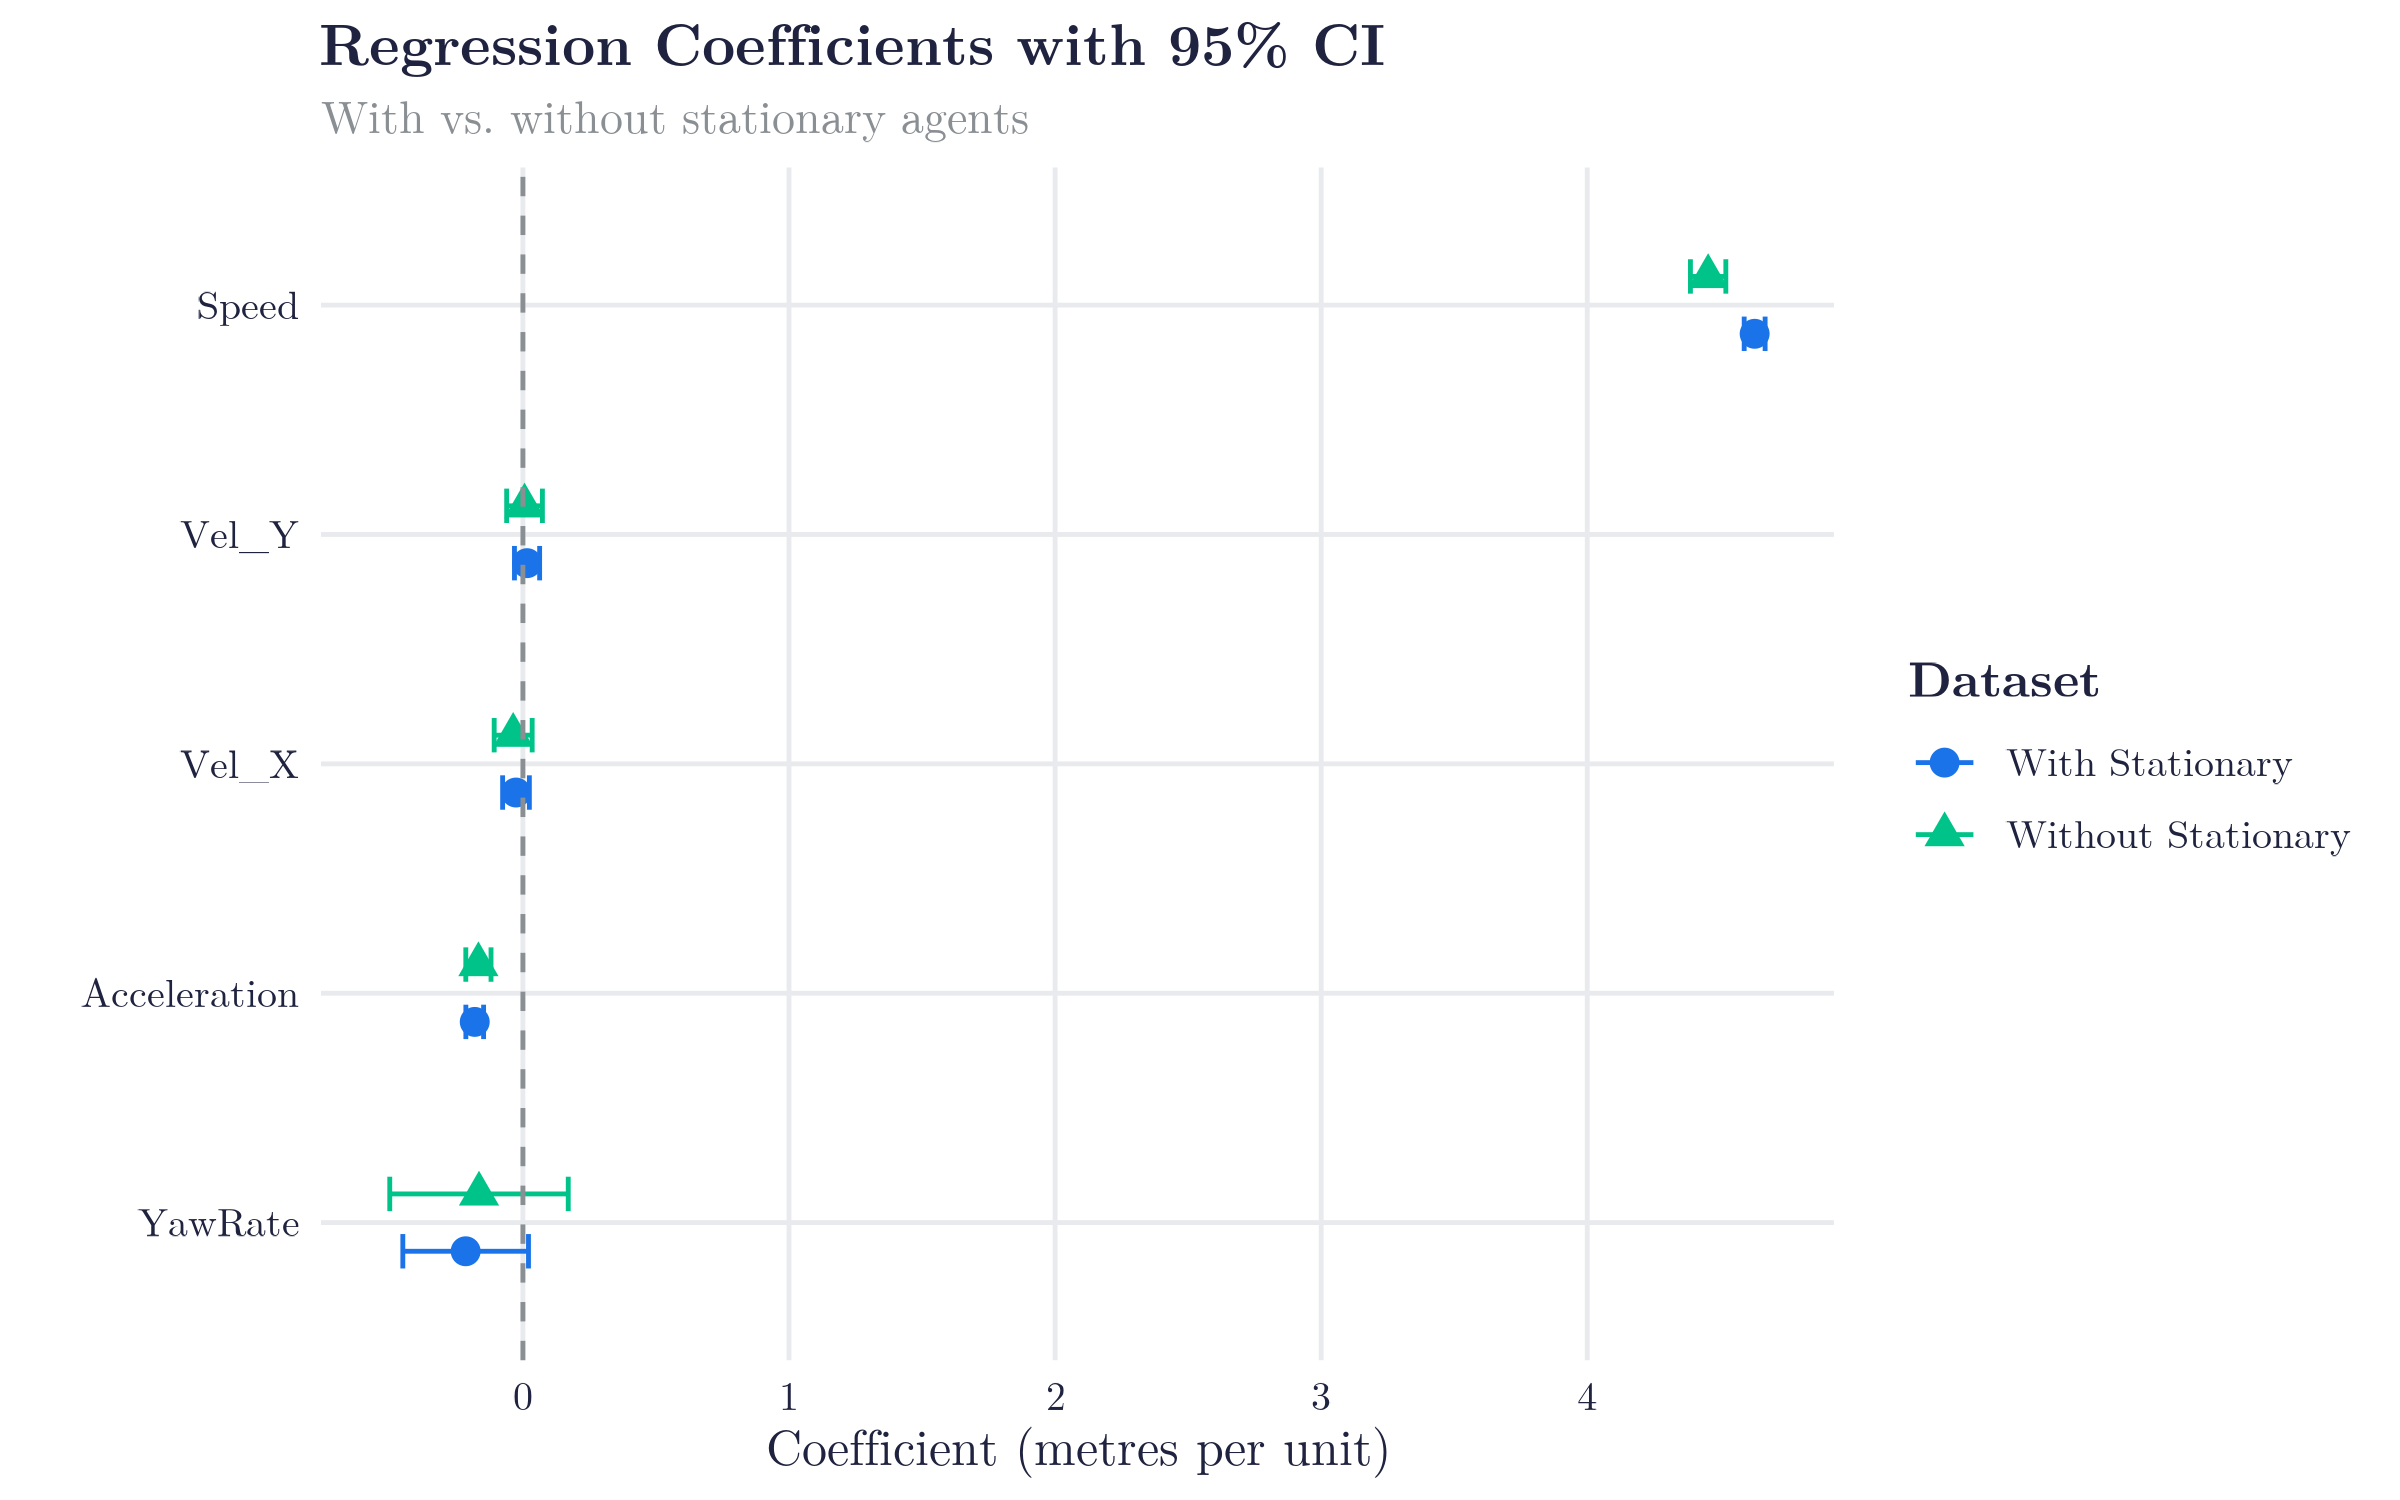 Regression Coefficients with 95% CI
With vs. without stationary agents
Speed
Vel_Y
Vel_X
Acceleration
YawRate
0 1 2 3 4
Coefficient (metres per unit)
Dataset
With Stationary
Without Stationary